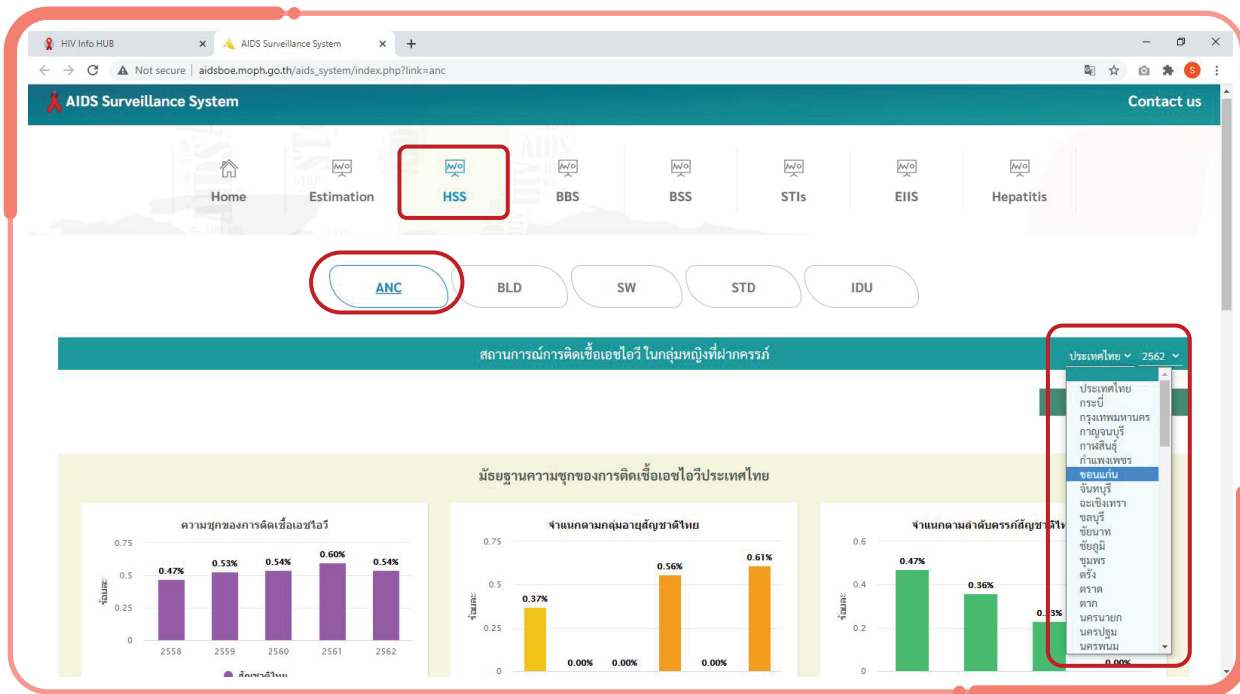 HIV Info HUB
AIDS Surveillance System
Not secure | aidsboe.moph.go.th/aids_system/index.php?link=anc
S
AIDS Surveillance System
Contact us
Home
Estimation
HSS
BBS
BSS
STIs
EIIS
Hepatitis
ANC
BLD
SW
STD
IDU
สถานการณ์การติดเชื้อเอชไอวี ในกลุ่มหญิงที่ฝากครรภ์
ประเทศไทย
2562
ประเทศไทย
กระบี่
กรุงเทพมหานคร
กาญจนบุรี
กาฬสินธุ์
กำแพงเพชร
ขอนแก่น
จันทบุรี
ฉะเชิงเทรา
ชลบุรี
ชัยนาท
ชัยภูมิ
ชุมพร
ตรัง
ตราด
ตาก
นครนายก
นครปฐม
นครพนม
มัธยฐานความชุกของการติดเชื้อเอชไอวีประเทศไทย
ความชุกของการติดเชื้อเอชไอวี
ร้อยละ
0.75
0.5
0.25
0
0.47%
0.53%
0.54%
0.60%
0.54%
2558
2559
2560
2561
2562
สัญชาติไทย
จำแนกตามกลุ่มอายุสัญชาติไทย
ร้อยละ
0.75
0.5
0.25
0
0.37%
0.00%
0.00%
0.56%
0.00%
0.61%
จำแนกตามลำดับครรภ์สัญชาติ
ร้อยละ
0.6
0.4
0.2
0
0.47%
0.36%
0.00%